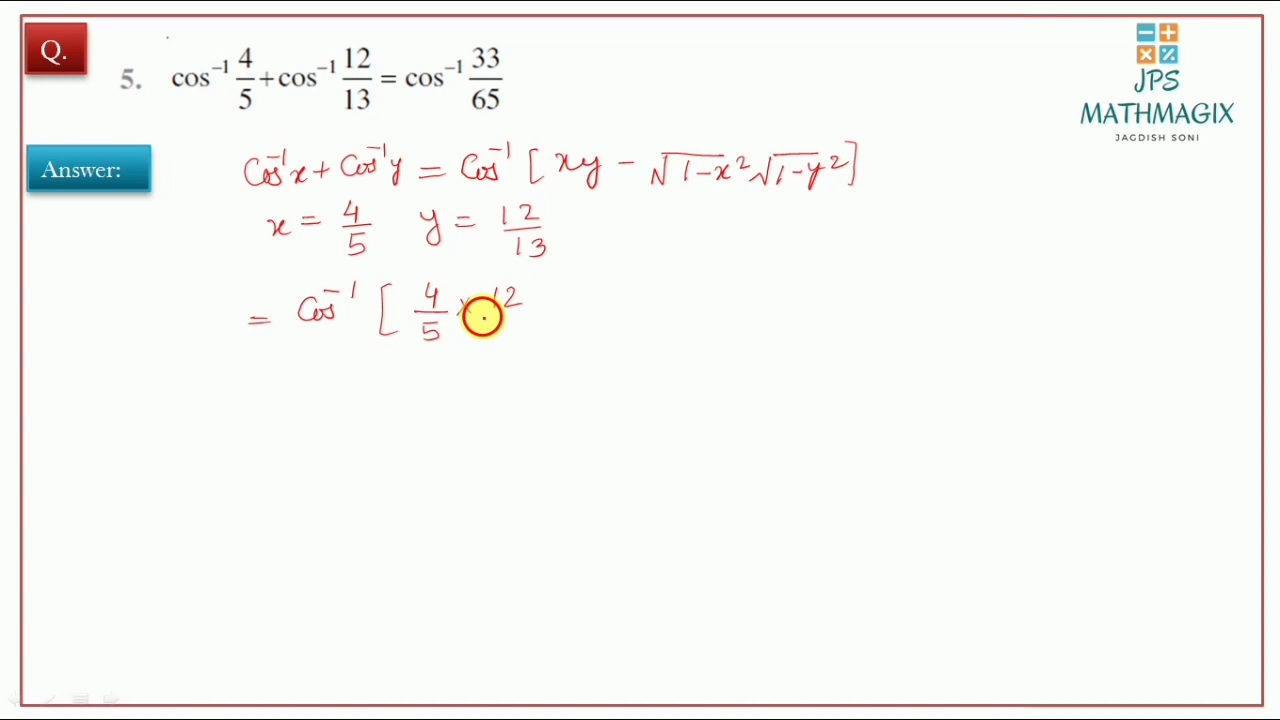 Q.
5. cos⁻¹ 4/5 + cos⁻¹ 12/13 = cos⁻¹ 33/65
JPS
MATHMAGIX
JAGDISH SONI
Answer:
Cos⁻¹x + Cos⁻¹y = Cos⁻¹ [ xy - √1-x² √1-y² ]
x = 4/5 y = 12/13
= Cos⁻¹ [ 4/5 × 12